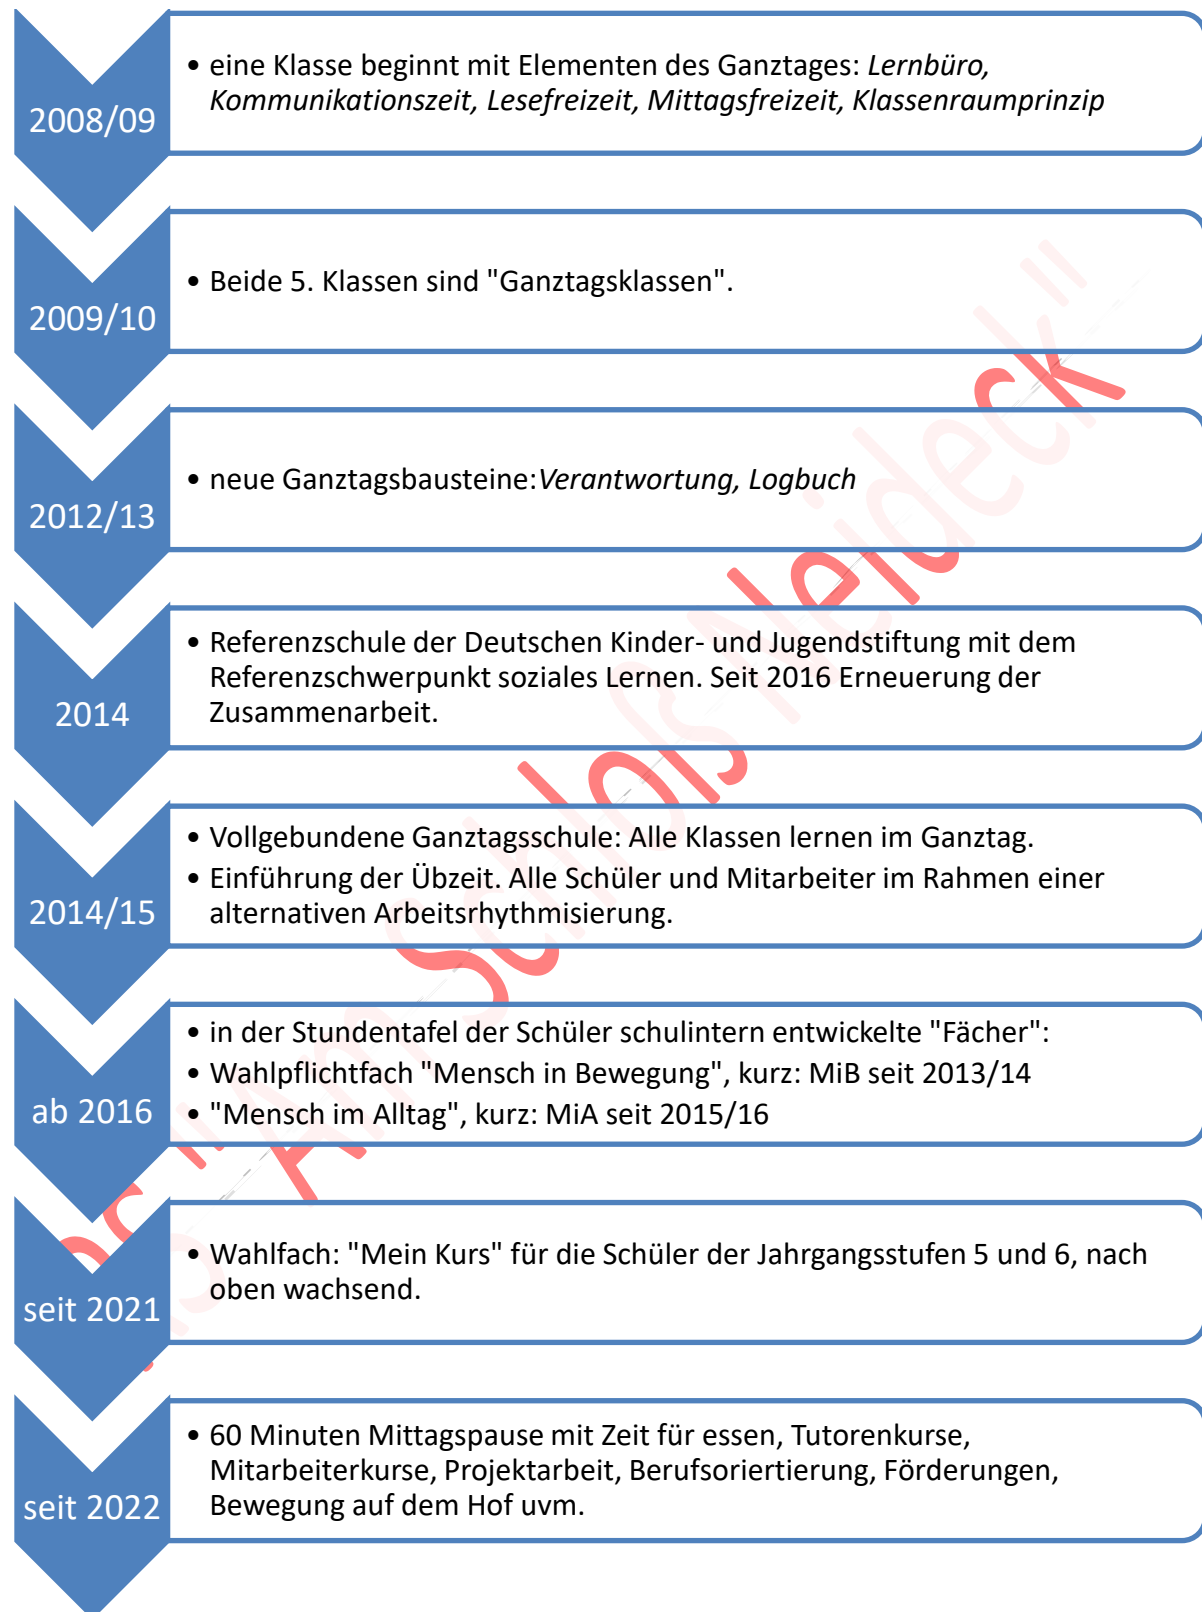 2008/09
• eine Klasse beginnt mit Elementen des Ganztages: Lernbüro,
Kommunikationszeit, Lesefreizeit, Mittagsfreizeit, Klassenraumprinzip
2009/10
• Beide 5. Klassen sind "Ganztagsklassen".
2012/13
• neue Ganztagsbausteine:Verantwortung, Logbuch
2014
• Referenzschule der Deutschen Kinder- und Jugendstiftung mit dem
Referenzschwerpunkt soziales Lernen. Seit 2016 Erneuerung der
Zusammenarbeit.
2014/15
• Vollgebundene Ganztagsschule: Alle Klassen lernen im Ganztag.
• Einführung der Übzeit. Alle Schüler und Mitarbeiter im Rahmen einer
alternativen Arbeitsrhythmisierung.
ab 2016
• in der Stundentafel der Schüler schulintern entwickelte "Fächer":
• Wahlpflichtfach "Mensch in Bewegung", kurz: MiB seit 2013/14
• "Mensch im Alltag", kurz: MiA seit 2015/16
seit 2021
• Wahlfach: "Mein Kurs" für die Schüler der Jahrgangsstufen 5 und 6, nach
oben wachsend.
seit 2022
• 60 Minuten Mittagspause mit Zeit für essen, Tutorenkurse,
Mitarbeiterkurse, Projektarbeit, Berufsoriertierung, Förderungen,
Bewegung auf dem Hof uvm.
"Am Schloß Neideck"